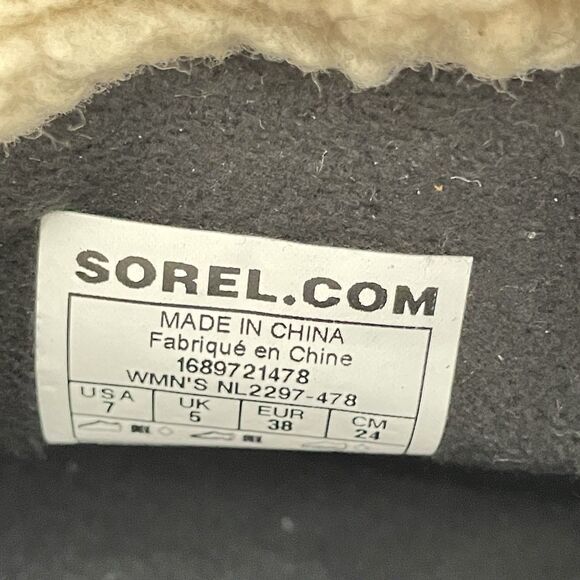 SOREL.COM
MADE IN CHINA
Fabriqué en Chine
1689721478
WMN'S NL2297-478
USA UK EUR CM
7 5 38 24